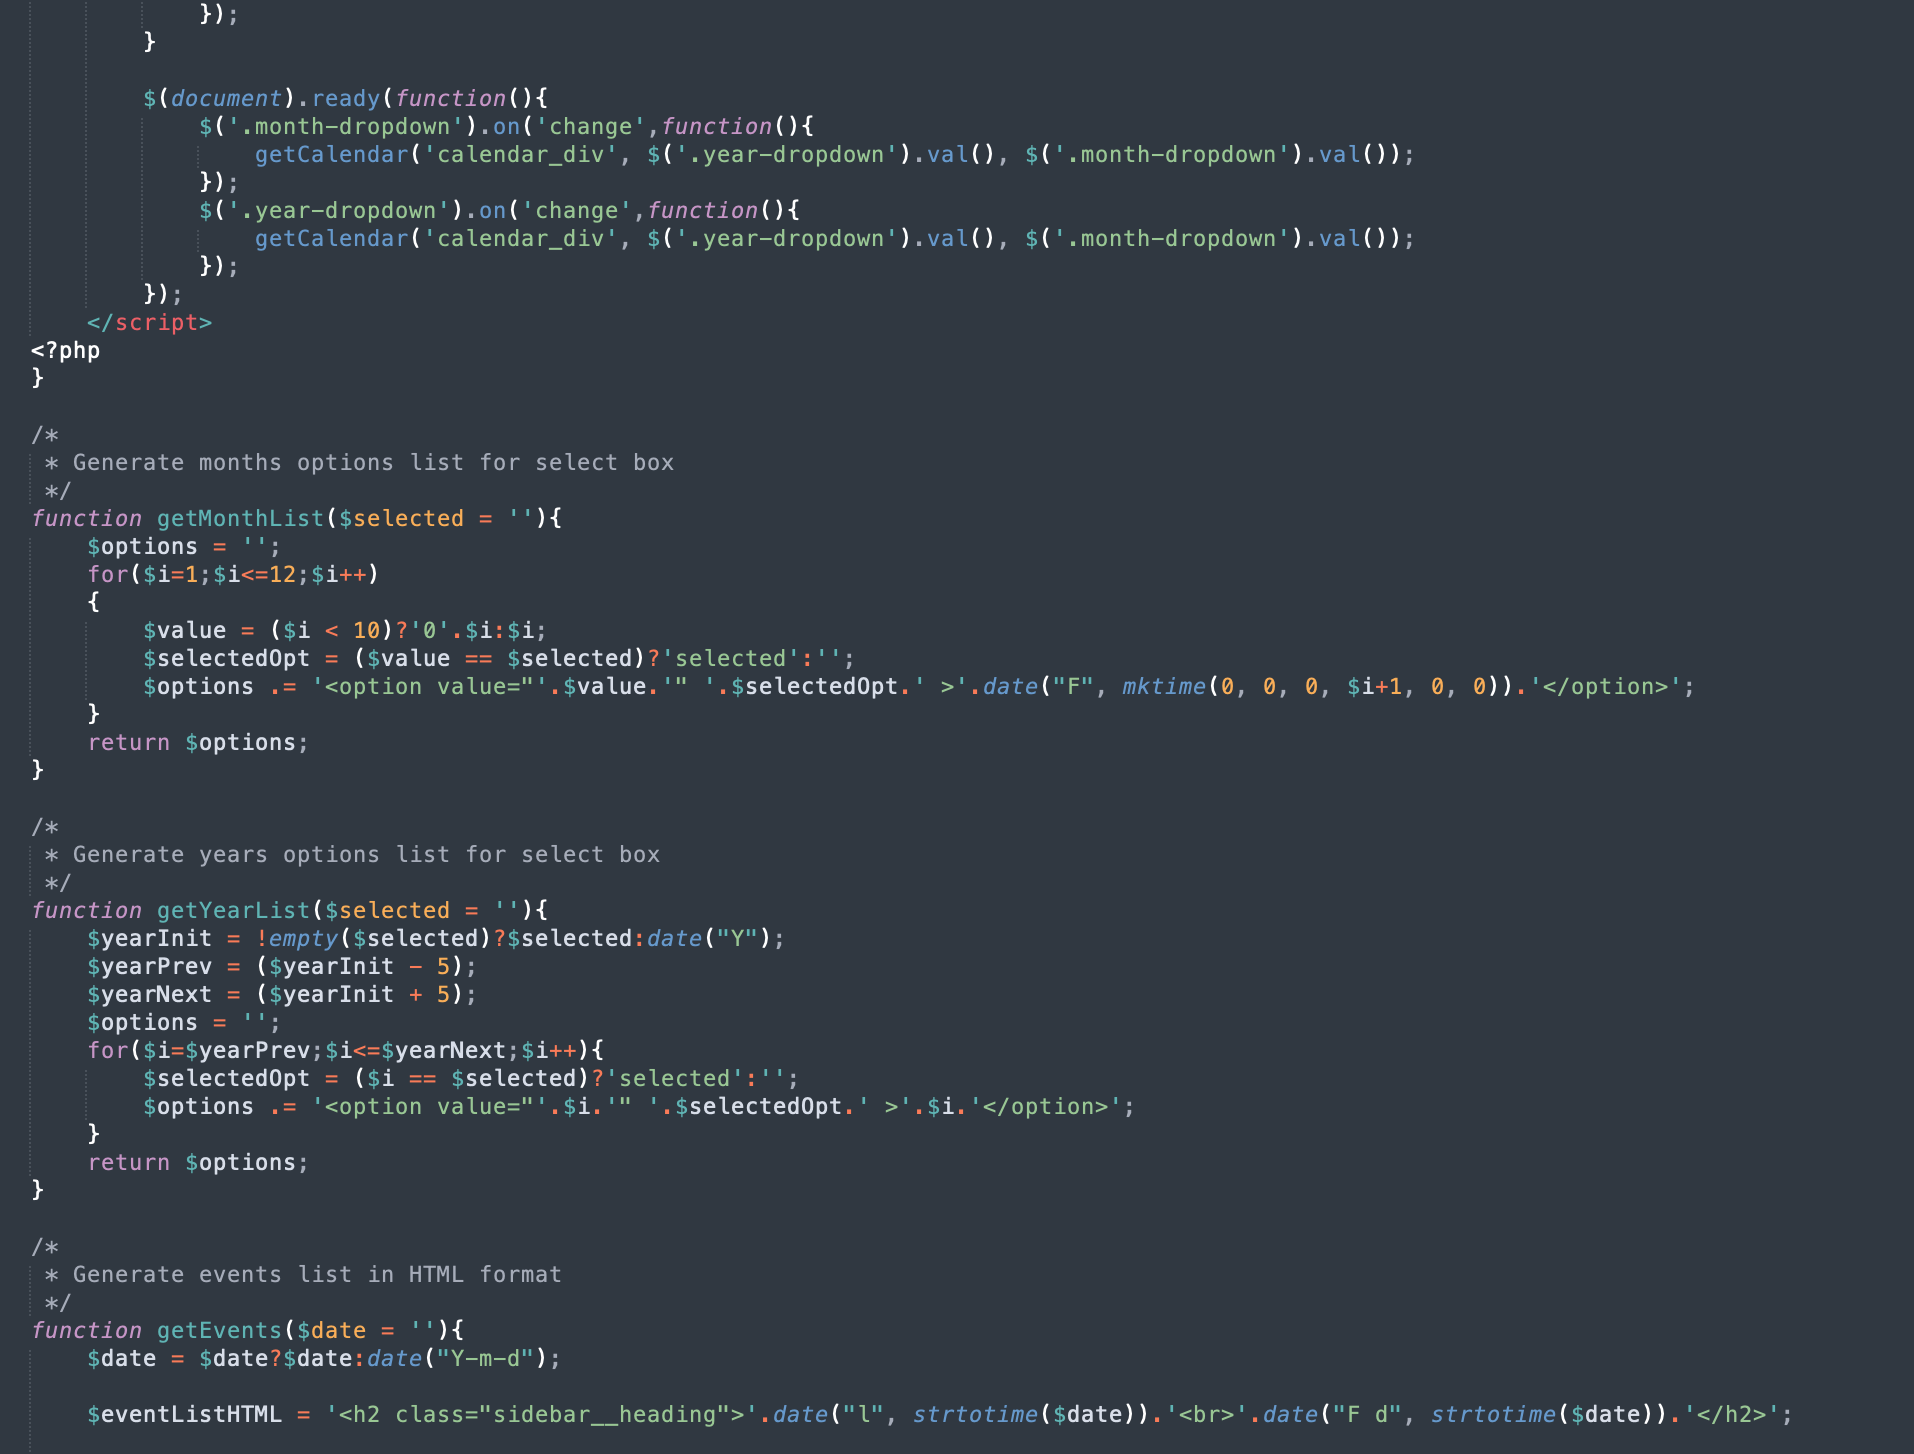 });
}
$(document).ready(function(){
$('.month-dropdown').on('change',function(){
getCalendar('calendar_div', $('.year-dropdown').val(), $('.month-dropdown').val());
});
$('.year-dropdown').on('change',function(){
getCalendar('calendar_div', $('.year-dropdown').val(), $('.month-dropdown').val());
});
});
</script>
<?php
}
/*
* Generate months options list for select box
*/
function getMonthList($selected = ''){
$options = '';
for($i=1;$i<=12;$i++)
{
$value = ($i < 10)?'0'.$i:$i;
$selectedOpt = ($value == $selected)?'selected':'';
$options .= '<option value="'.$value.'" '.$selectedOpt.' >'.date("F", mktime(0, 0, 0, $i+1, 0, 0)).'</option>';
}
return $options;
}
/*
* Generate years options list for select box
*/
function getYearList($selected = ''){
$yearInit = !empty($selected)?$selected:date("Y");
$yearPrev = ($yearInit - 5);
$yearNext = ($yearInit + 5);
$options = '';
for($i=$yearPrev;$i<=$yearNext;$i++){
$selectedOpt = ($i == $selected)?'selected':'';
$options .= '<option value="'.$i.'" '.$selectedOpt.' >'.$i.'</option>';
}
return $options;
}
/*
* Generate events list in HTML format
*/
function getEvents($date = ''){
$date = $date?$date:date("Y-m-d");
$eventListHTML = '<h2 class="sidebar__heading">'.date("l", strtotime($date)).'<br>'.date("F d", strtotime($date)).'</h2>';